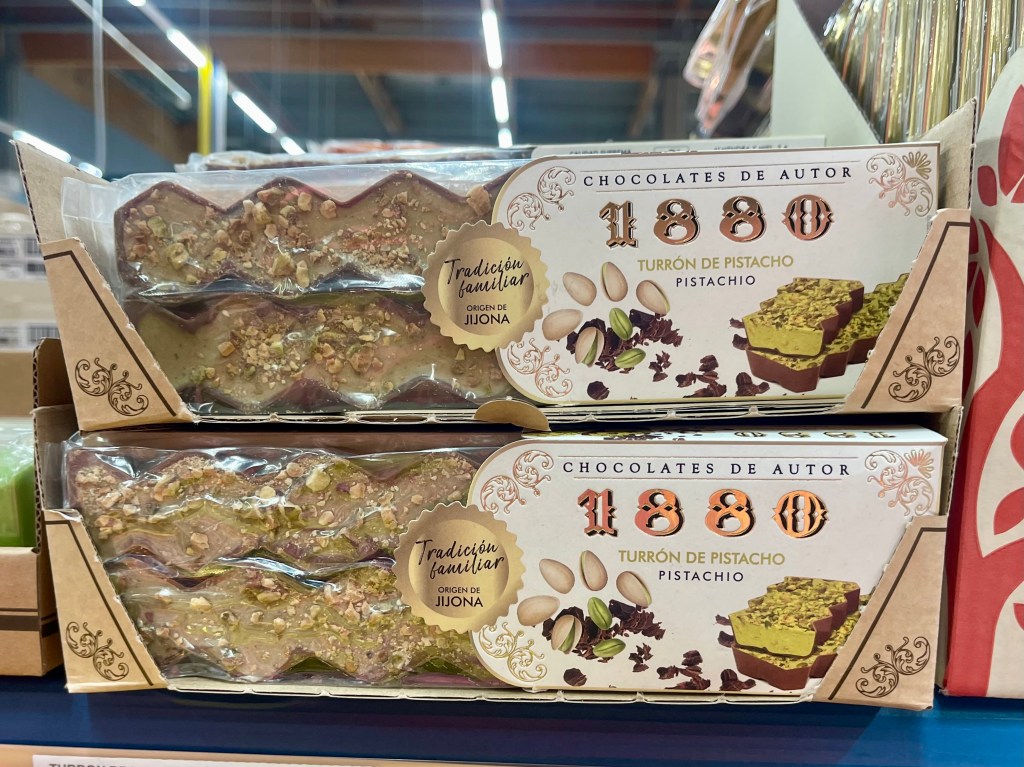 CHOCOLATES DE AUTOR
1880
TURRÓN DE PISTACHO
PISTACHIO
Tradición
familiar
ORIGEN DE
JIJONA
CHOCOLATES DE AUTOR
1880
TURRÓN DE PISTACHO
PISTACHIO
Tradición
familiar
ORIGEN DE
JIJONA